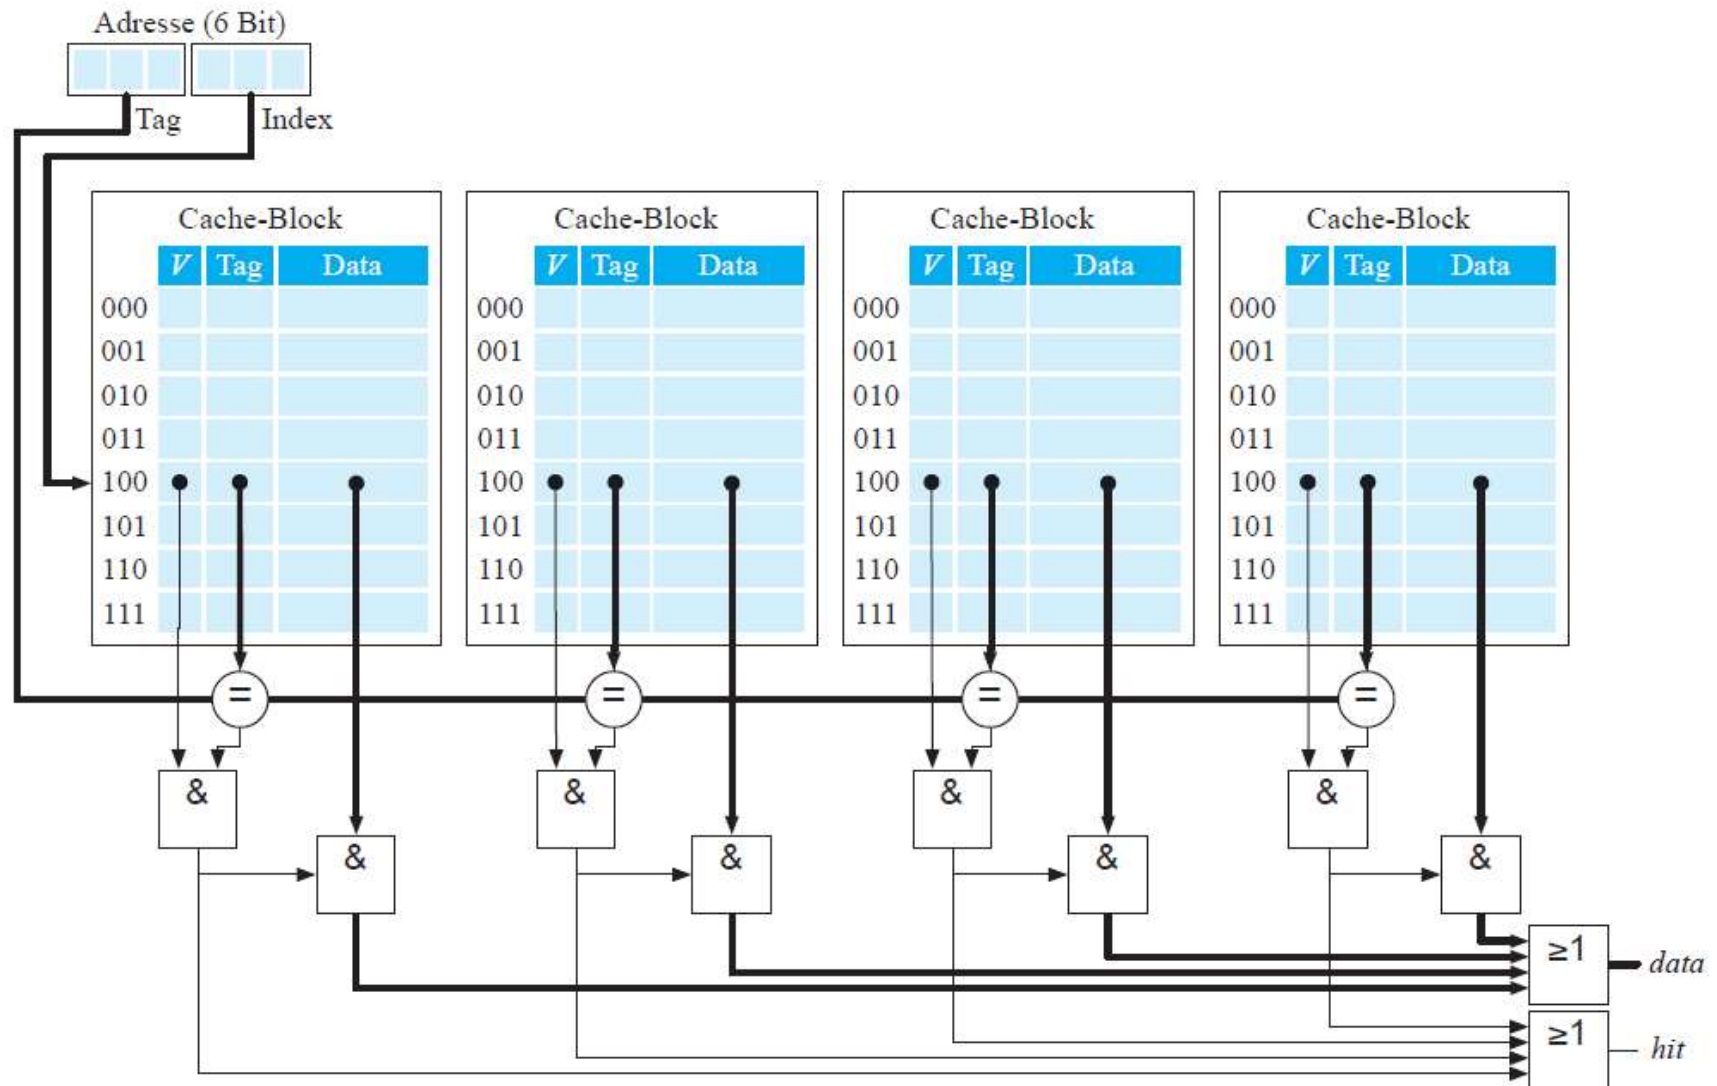 Adresse (6 Bit)
Tag Index
Cache-Block Cache-Block Cache-Block Cache-Block
V Tag Data V Tag Data V Tag Data V Tag Data
000 000 000 000
001 001 001 001
010 010 010 010
011 011 011 011
100 100 100 100
101 101 101 101
110 110 110 110
111 111 111 111
= = = =
& & & &
& & & &
≥1 data
≥1 hit